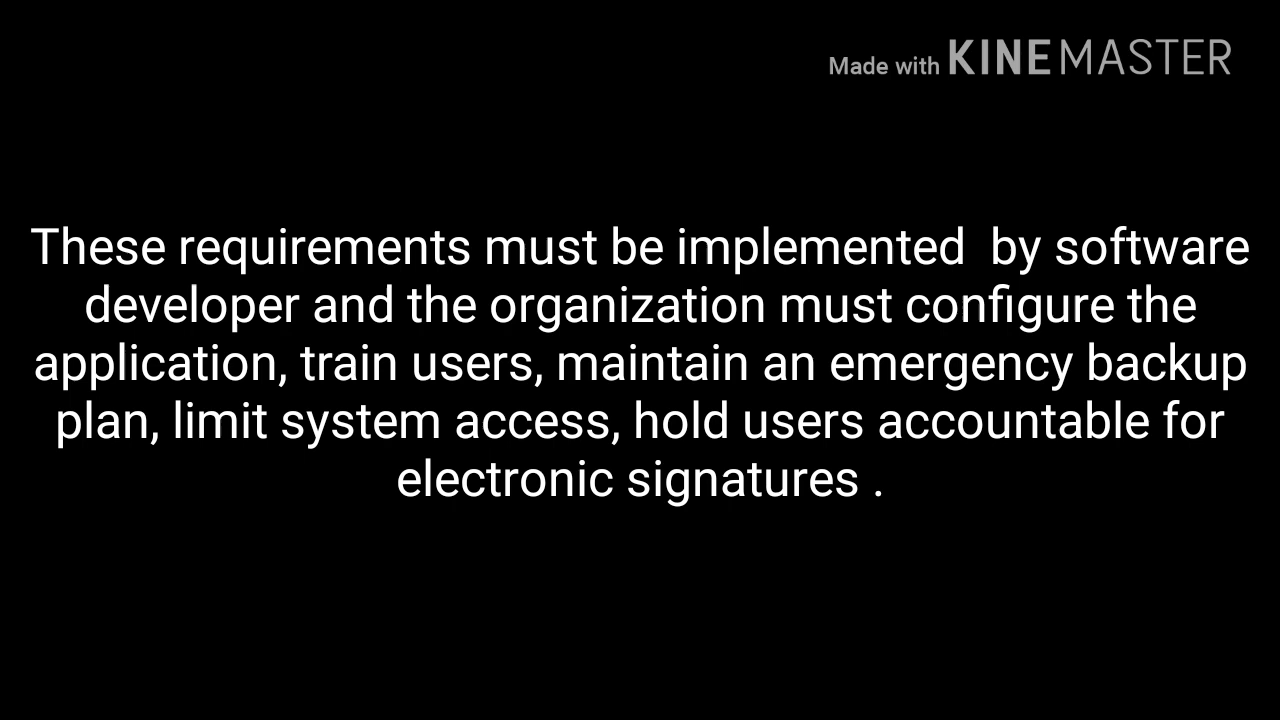 Made with KINEMASTER
These requirements must be implemented  by software
developer and the organization must configure the
application, train users, maintain an emergency backup
plan, limit system access, hold users accountable for
electronic signatures .